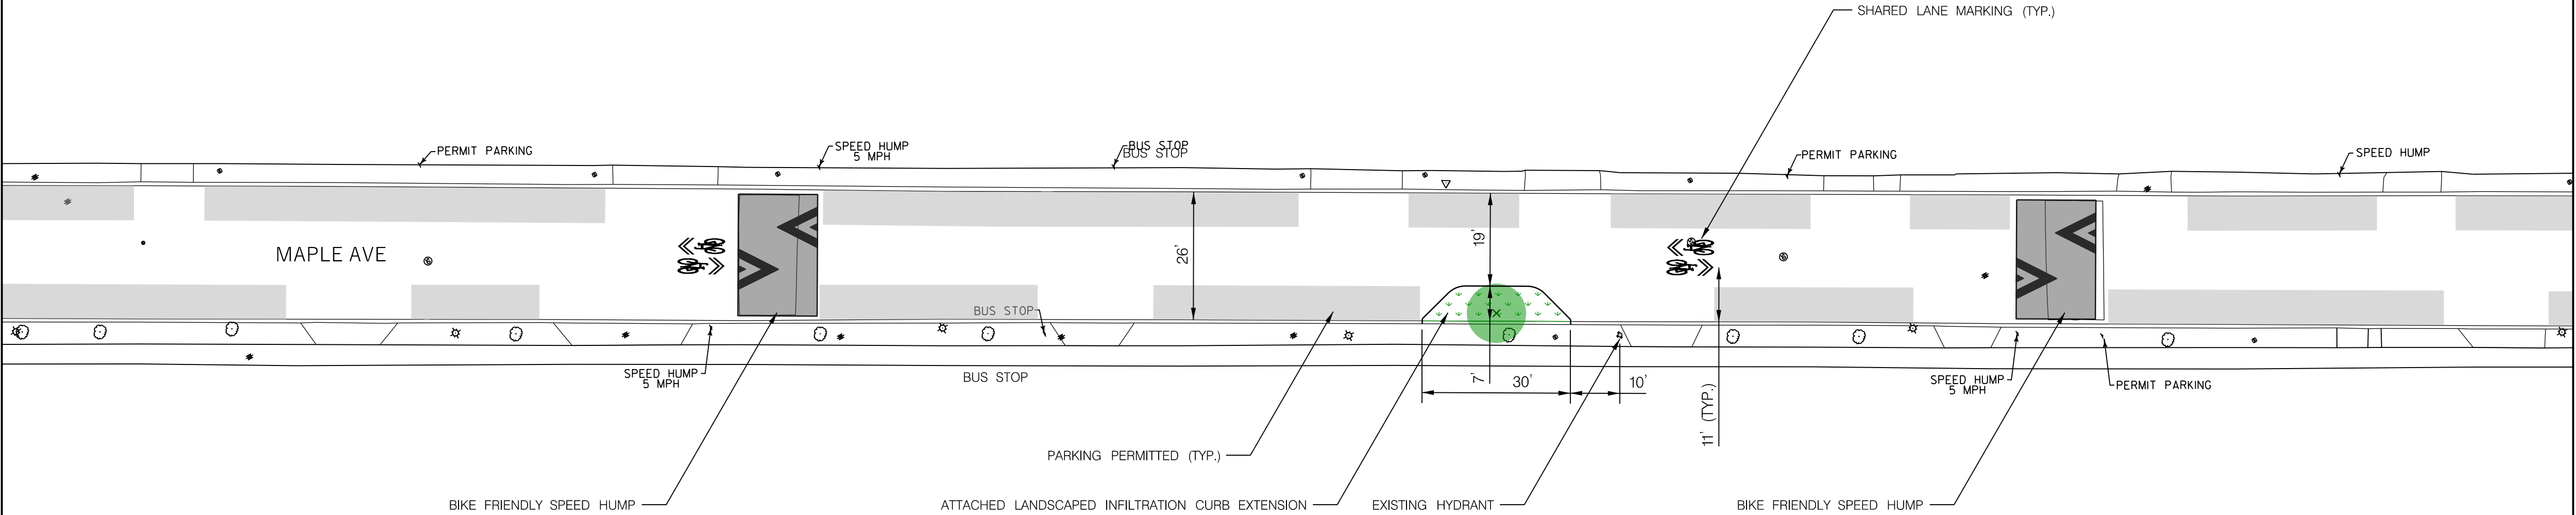 SHARED LANE MARKING (TYP.)
PERMIT PARKING
SPEED HUMP
5 MPH
BUS STOP
BUS STOP
PERMIT PARKING
SPEED HUMP
MAPLE AVE
26'
19'
BUS STOP
SPEED HUMP
5 MPH
BUS STOP
7'
30'
10'
11' (TYP.)
SPEED HUMP
5 MPH
PERMIT PARKING
PARKING PERMITTED (TYP.)
BIKE FRIENDLY SPEED HUMP
ATTACHED LANDSCAPED INFILTRATION CURB EXTENSION
EXISTING HYDRANT
BIKE FRIENDLY SPEED HUMP